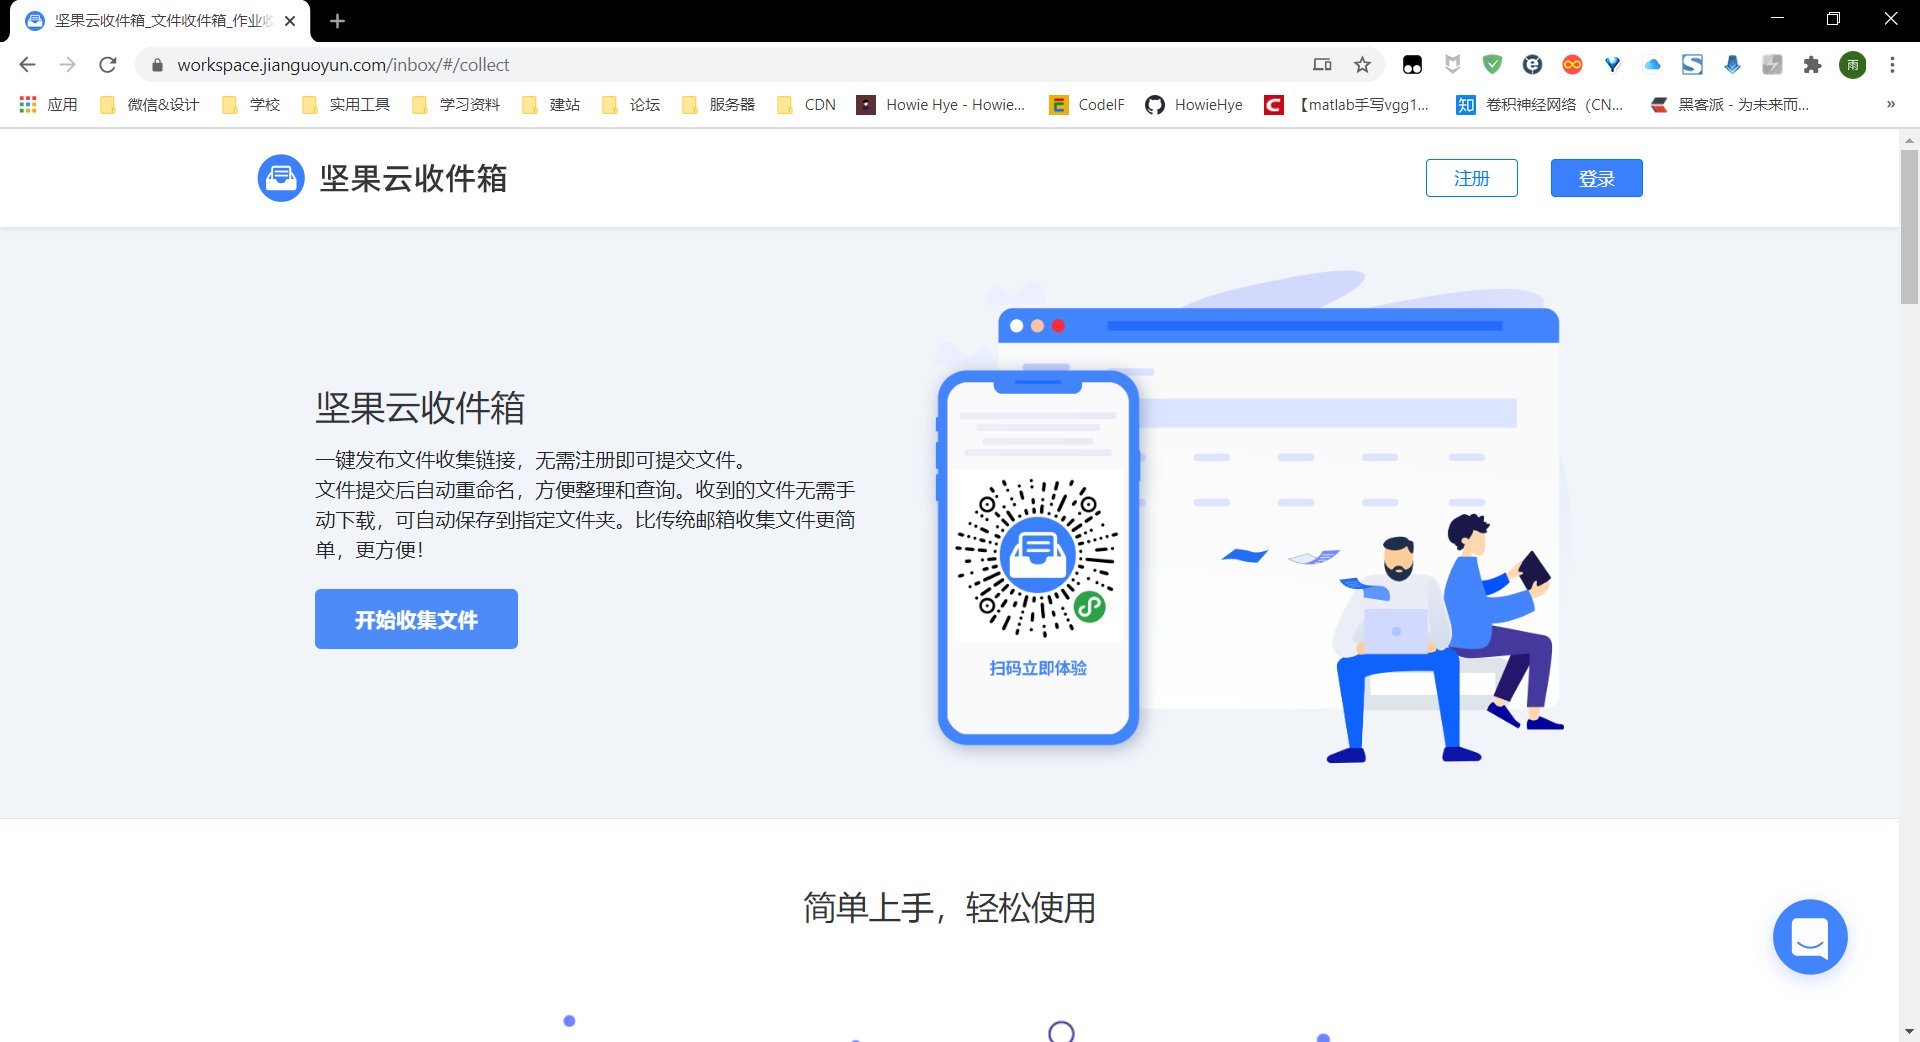 坚果云收件箱_文件收件箱_作业收
workspace.jianguoyun.com/inbox/#/collect
雨
应用 微信&设计 学校 实用工具 学习资料 建站 论坛 服务器 CDN Howie Hye - Howie... CodeIF HowieHye 【matlab手写vgg1... 知 卷积神经网络（CN... 黑客派 - 为未来而... »
坚果云收件箱
注册 登录
坚果云收件箱
一键发布文件收集链接，无需注册即可提交文件。
文件提交后自动重命名，方便整理和查询。收到的文件无需手
动下载，可自动保存到指定文件夹。比传统邮箱收集文件更简
单，更方便！
开始收集文件
扫码立即体验
简单上手，轻松使用